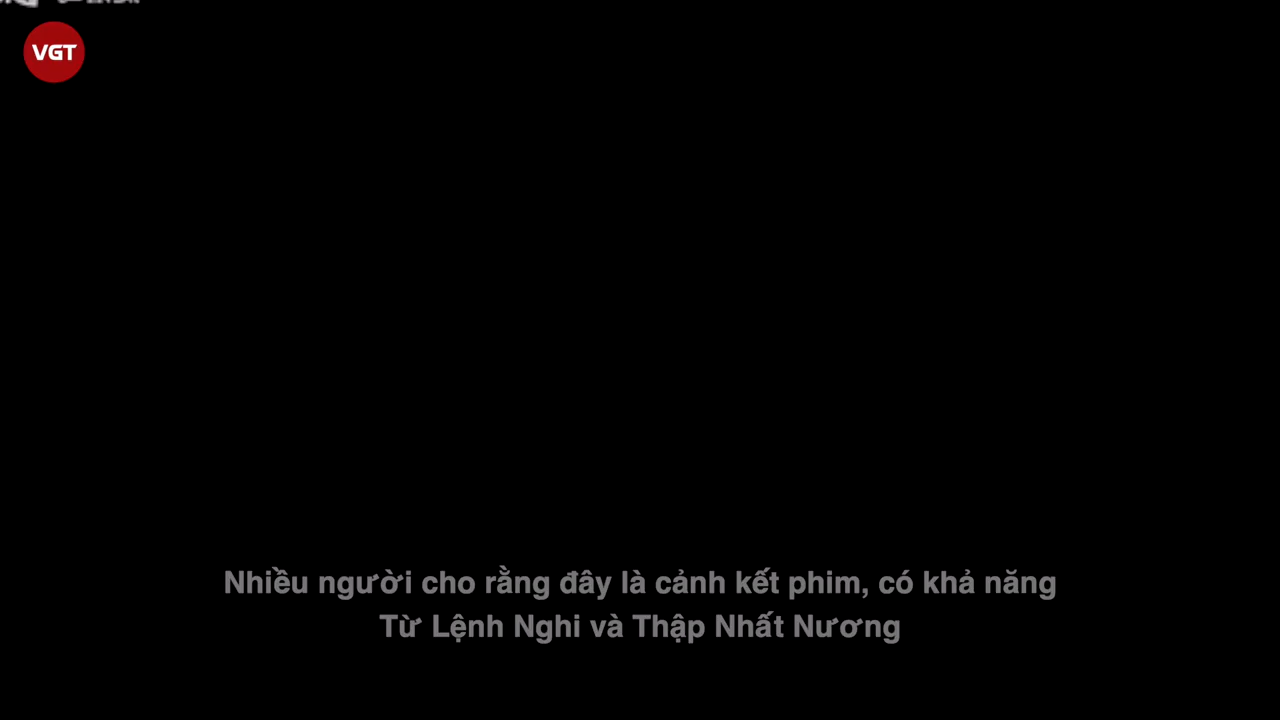 VGT
Nhiều người cho rằng đây là cảnh kết phim, có khả năng
Từ Lệnh Nghi và Thập Nhất Nương